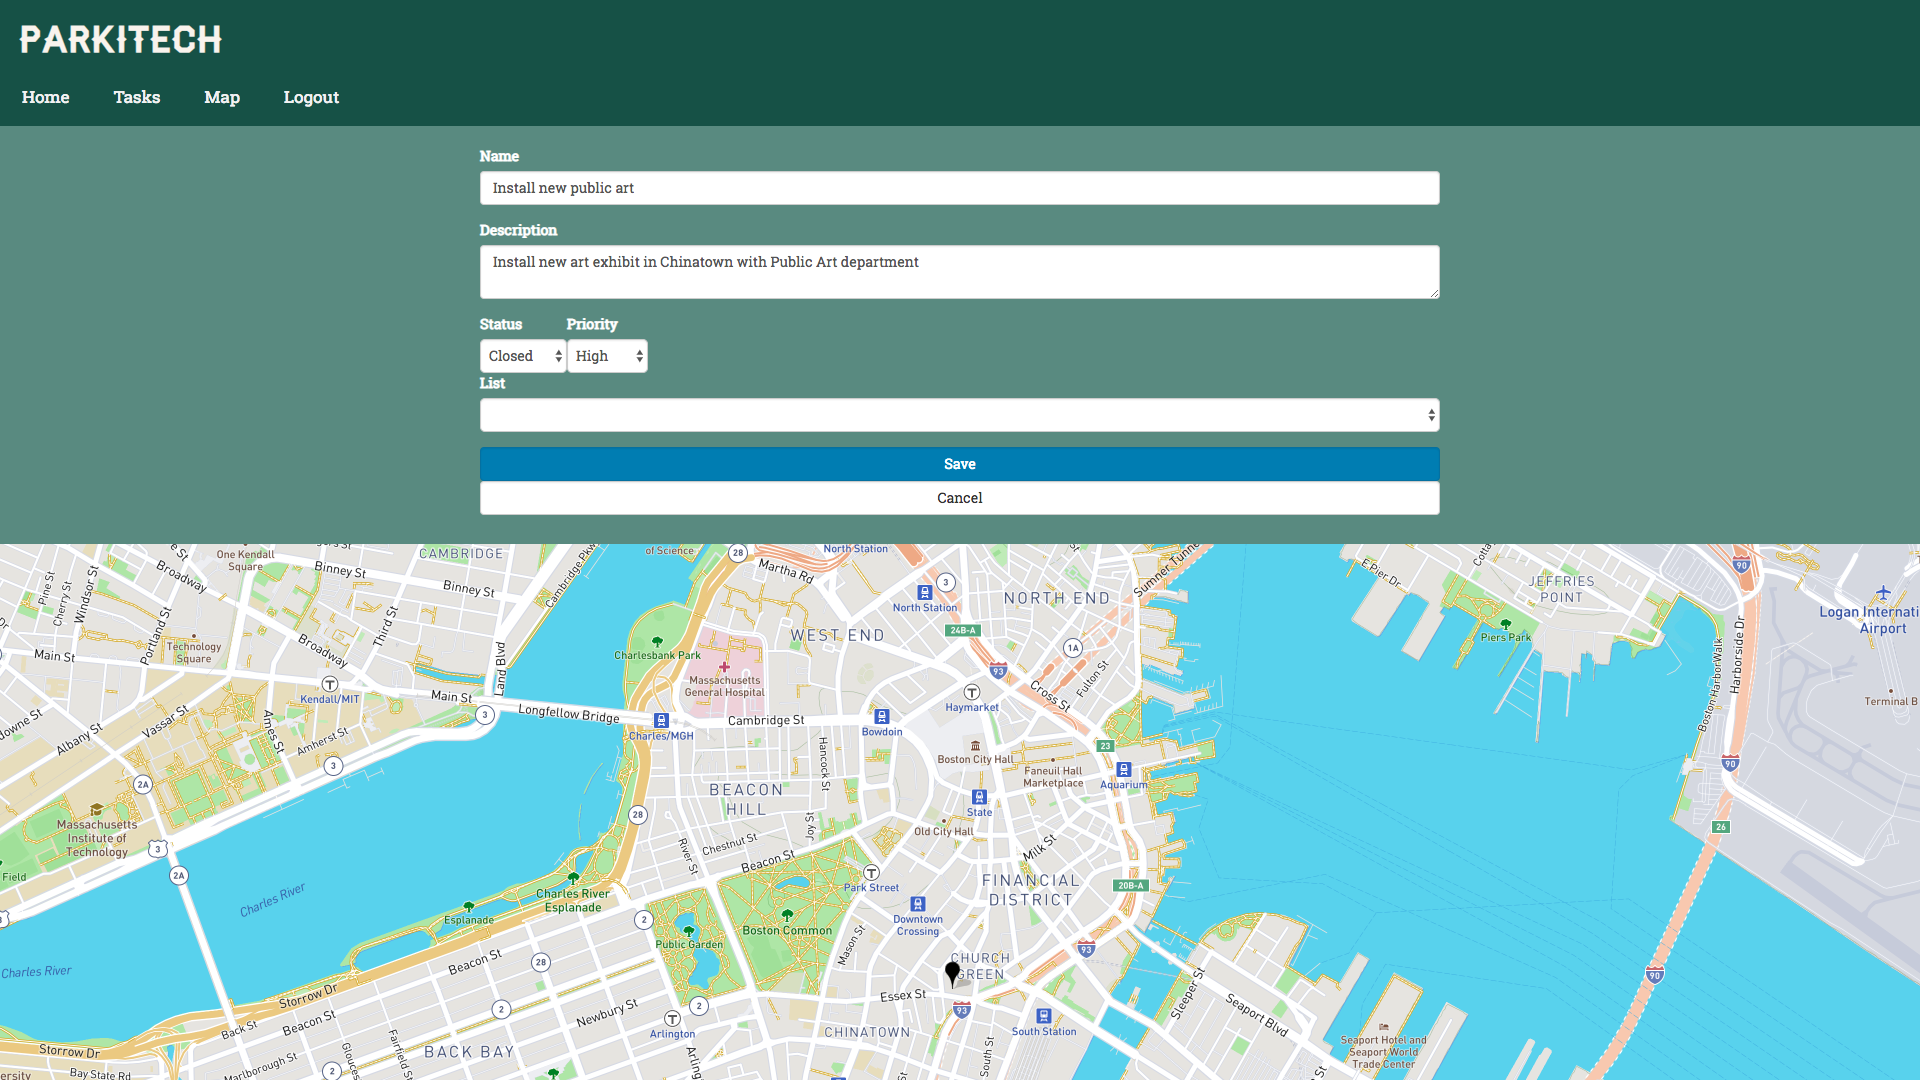 PARKITECH
Home Tasks Map Logout
Name
Install new public art
Description
Install new art exhibit in Chinatown with Public Art department
Status Priority
Closed High
List
Save
Cancel
One Kendall
Square
CAMBRIDGE
of Science
28
North Station
Sumner Tunne
90
Broadway
Binney St
Binney St
Cambridge Pkwy
Martha Rd
3
North Station
NORTH END
E Pier Dr
Cotta
JEFFRIES
POINT
Logan Internati
Airport
Pine St
Cherry St
Windsor St
Portland St
Third St
Technology
Square
Broadway
Main St
Land Blvd
Charlesbank Park
WEST END
24B-A
1A
93
Piers Park
Harborside Dr
Boston HarborWalk
Terminal B
Massachusetts
General Hospital
Kendall/MIT
Main St
3
Longfellow Bridge
Charles/MGH
Cambridge St
Bowdoin
Haymarket
Cross St
Fulton St
Albany St
Vassar St
Ames St
Amherst St
3
23
Boston City Hall
Faneuil Hall
Marketplace
Aquarium
90
2A
Hancock St
BEACON
HILL
State
Massachusetts
Institute of
Technology
3
28
Joy St
Old City Hall
Milk St
26
Field
2A
River St
Chestnut St
Beacon St
Park Street
FINANCIAL
DISTRICT
20B-A
Charles River
Charles River
Esplanade
Esplanade
2
Public Garden
Boston Common
Mason St
Downtown
Crossing
93
Charles River
Beacon St
28
CHURCH
GREEN
90
Storrow Dr
2
2
Newbury St
Essex St
93
Sleeper St
Seaport Blvd
Back St
Beacon St
Arlington
CHINATOWN
South Station
Storrow Dr
Marlborough St
Fairfield St
BACK BAY
South St
Seaport Hotel and
Seaport World
Trade Center
Bay State Rd
2